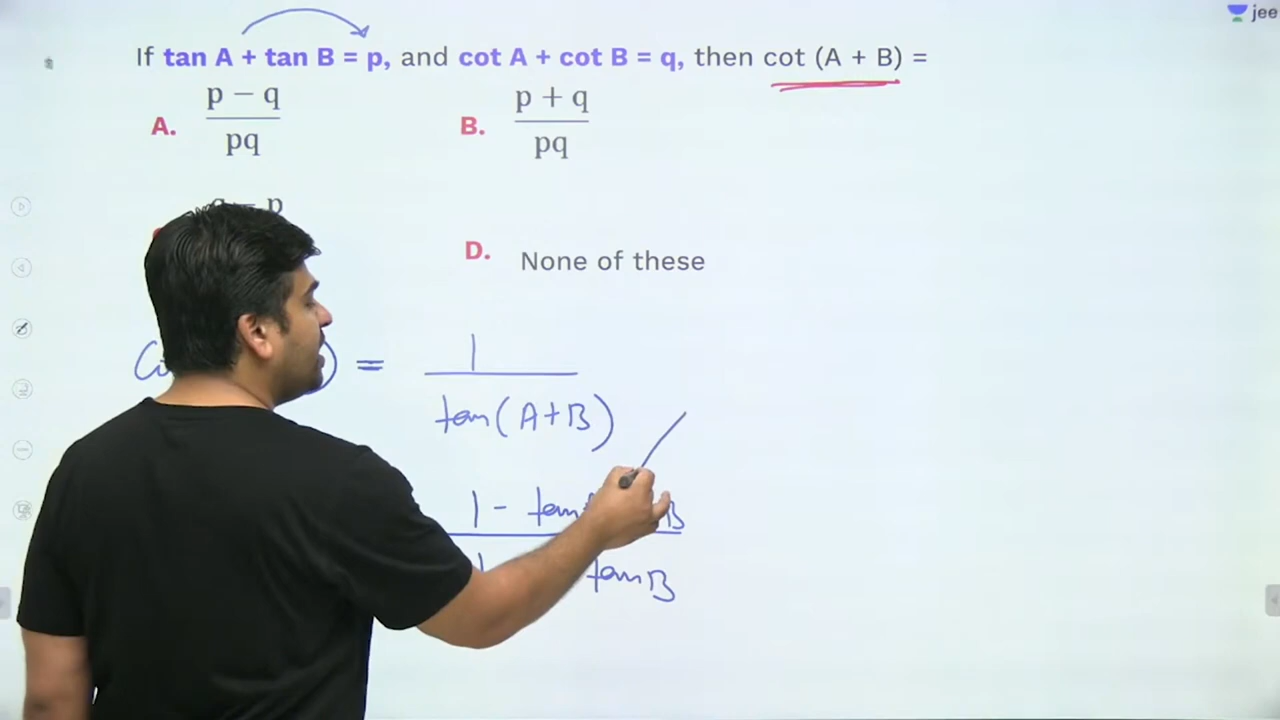 jee
If tan A + tan B = p, and cot A + cot B = q, then cot (A + B) =
A. p − q / pq
B. p + q / pq
q − p
D. None of these
= 1 / tan(A+B)
1 - tan B
tan B